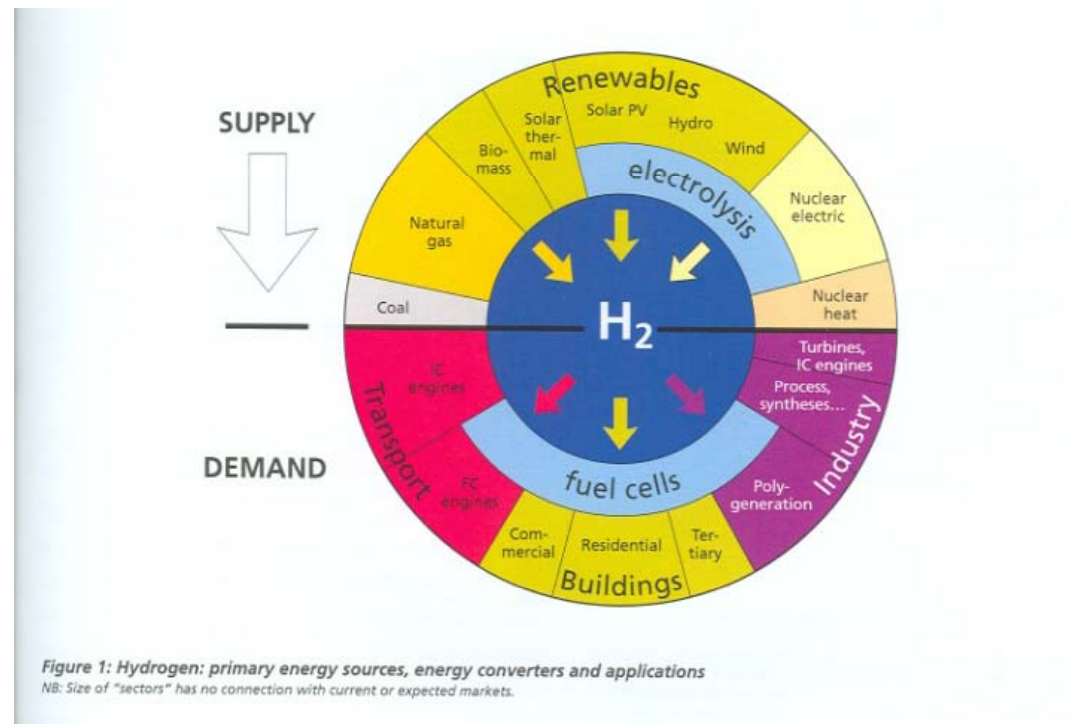 SUPPLY
Renewables
Solar PV
Hydro
Wind
Solar
ther-
mal
Bio-
mass
electrolysis
Nuclear
electric
Natural
gas
Nuclear
heat
Coal
H2
Turbines,
IC engines
Process,
syntheses...
Industry
IC
engines
Transport
DEMAND
FC
engines
fuel cells
Poly-
generation
Com-
mercial
Residential
Ter-
tiary
Buildings
Figure 1: Hydrogen: primary energy sources, energy converters and applications
NB: Size of "sectors" has no connection with current or expected markets.